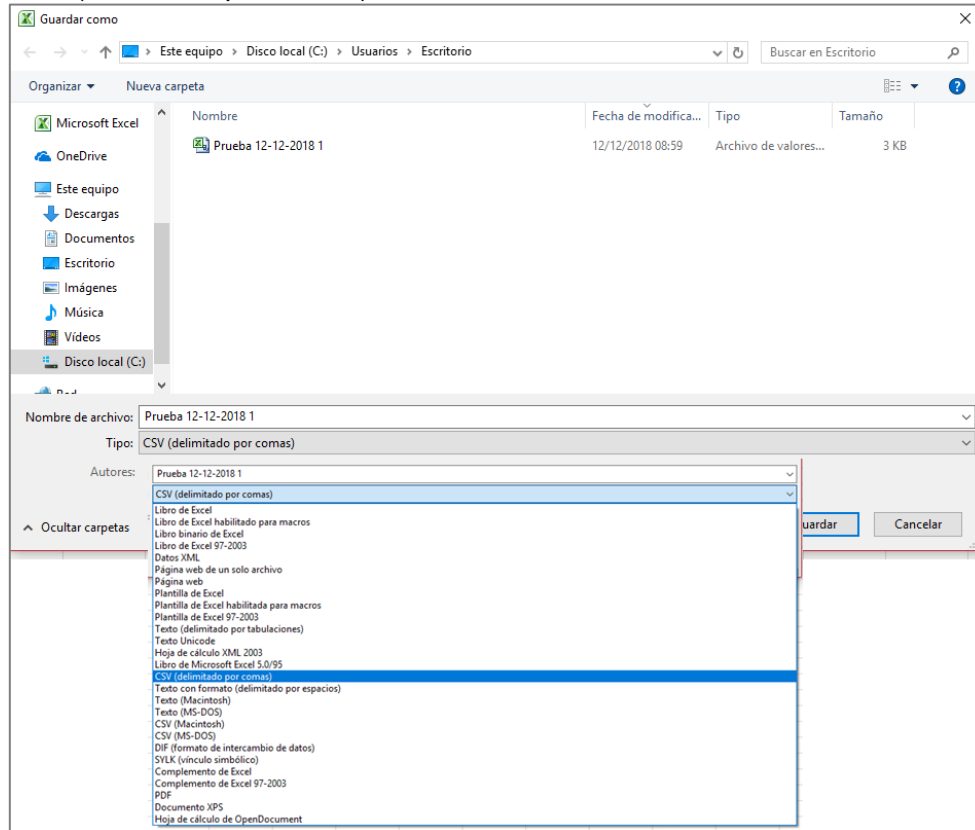 Guardar como
Este equipo > Disco local (C:) > Usuarios > Escritorio
Buscar en Escritorio
Organizar
Nueva carpeta
Nombre
Fecha de modifica...
Tipo
Tamaño
Microsoft Excel
Prueba 12-12-2018 1
12/12/2018 08:59
Archivo de valores...
3 KB
OneDrive
Este equipo
Descargas
Documentos
Escritorio
Imágenes
Música
Vídeos
Disco local (C:)
Nombre de archivo: Prueba 12-12-2018 1
Tipo: CSV (delimitado por comas)
Autores:
Prueba 12-12-2018 1
CSV (delimitado por comas)
Ocultar carpetas
uardar
Cancelar
Libro de Excel
Libro de Excel habilitado para macros
Libro binario de Excel
Libro de Excel 97-2003
Datos XML
Página web de un solo archivo
Página web
Plantilla de Excel
Plantilla de Excel habilitada para macros
Plantilla de Excel 97-2003
Texto (delimitado por tabulaciones)
Texto Unicode
Hoja de cálculo XML 2003
Libro de Microsoft Excel 5.0/95
CSV (delimitado por comas)
Texto con formato (delimitado por espacios)
Texto (Macintosh)
Texto (MS-DOS)
CSV (Macintosh)
CSV (MS-DOS)
DIF (formato de intercambio de datos)
SYLK (vínculo simbólico)
Complemento de Excel
Complemento de Excel 97-2003
PDF
Documento XPS
Hoja de cálculo de OpenDocument